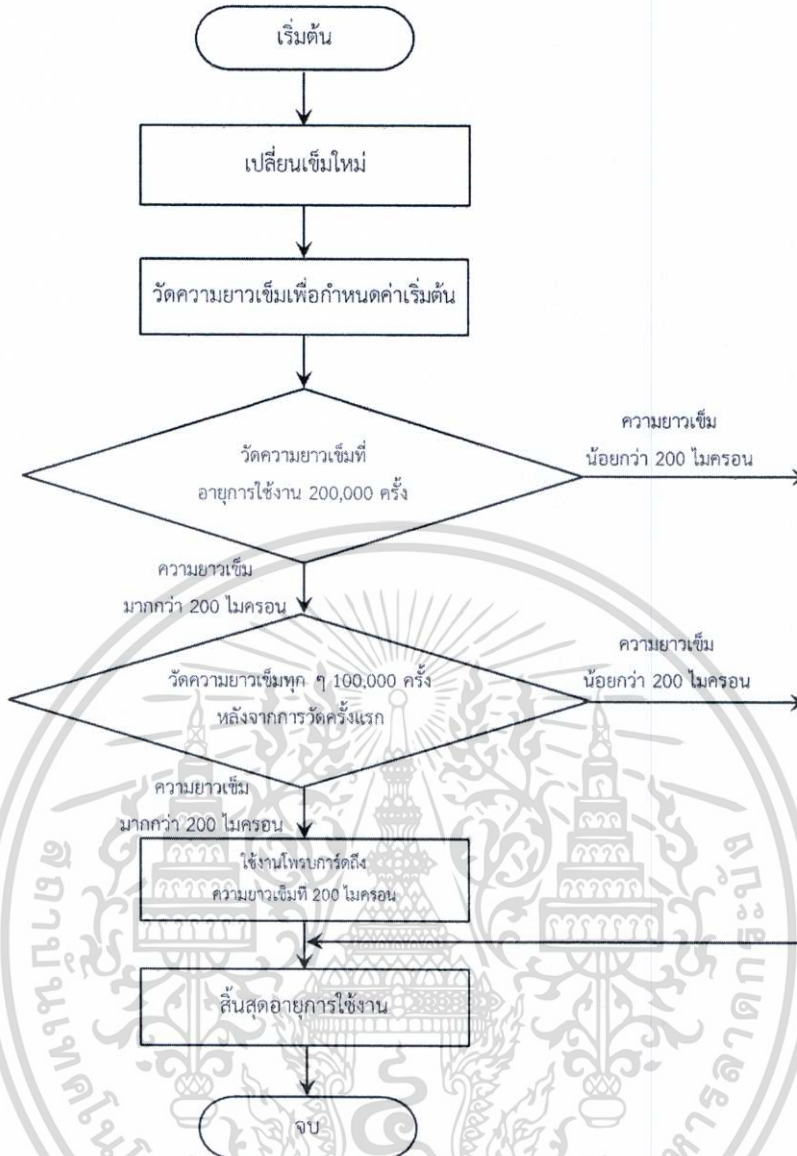 เริ่มต้น
เปลี่ยนเข็มใหม่
วัดความยาวเข็มเพื่อกำหนดค่าเริ่มต้น
วัดความยาวเข็มที่
อายุการใช้งาน 200,000 ครั้ง
ความยาวเข็ม
น้อยกว่า 200 ไมครอน
ความยาวเข็ม
มากกว่า 200 ไมครอน
วัดความยาวเข็มทุก ๆ 100,000 ครั้ง
หลังจากการวัดครั้งแรก
ความยาวเข็ม
น้อยกว่า 200 ไมครอน
ความยาวเข็ม
มากกว่า 200 ไมครอน
ใช้งานโพรบการ์ดถึง
ความยาวเข็มที่ 200 ไมครอน
สิ้นสุดอายุการใช้งาน
จบ